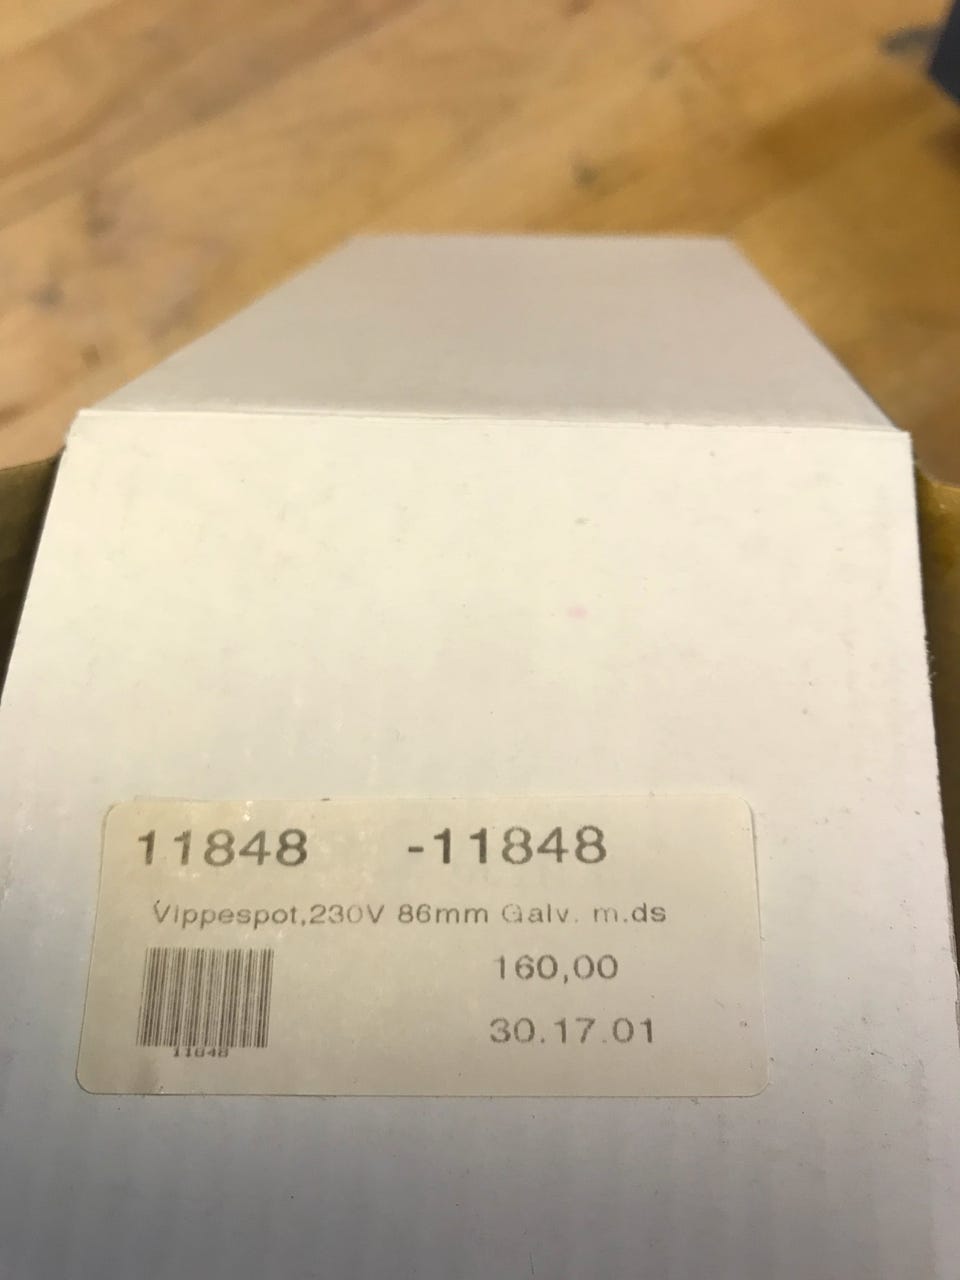 11848 -11848
Vippespot,230V 86mm Galv. m.ds
160,00
30.17.01
11848